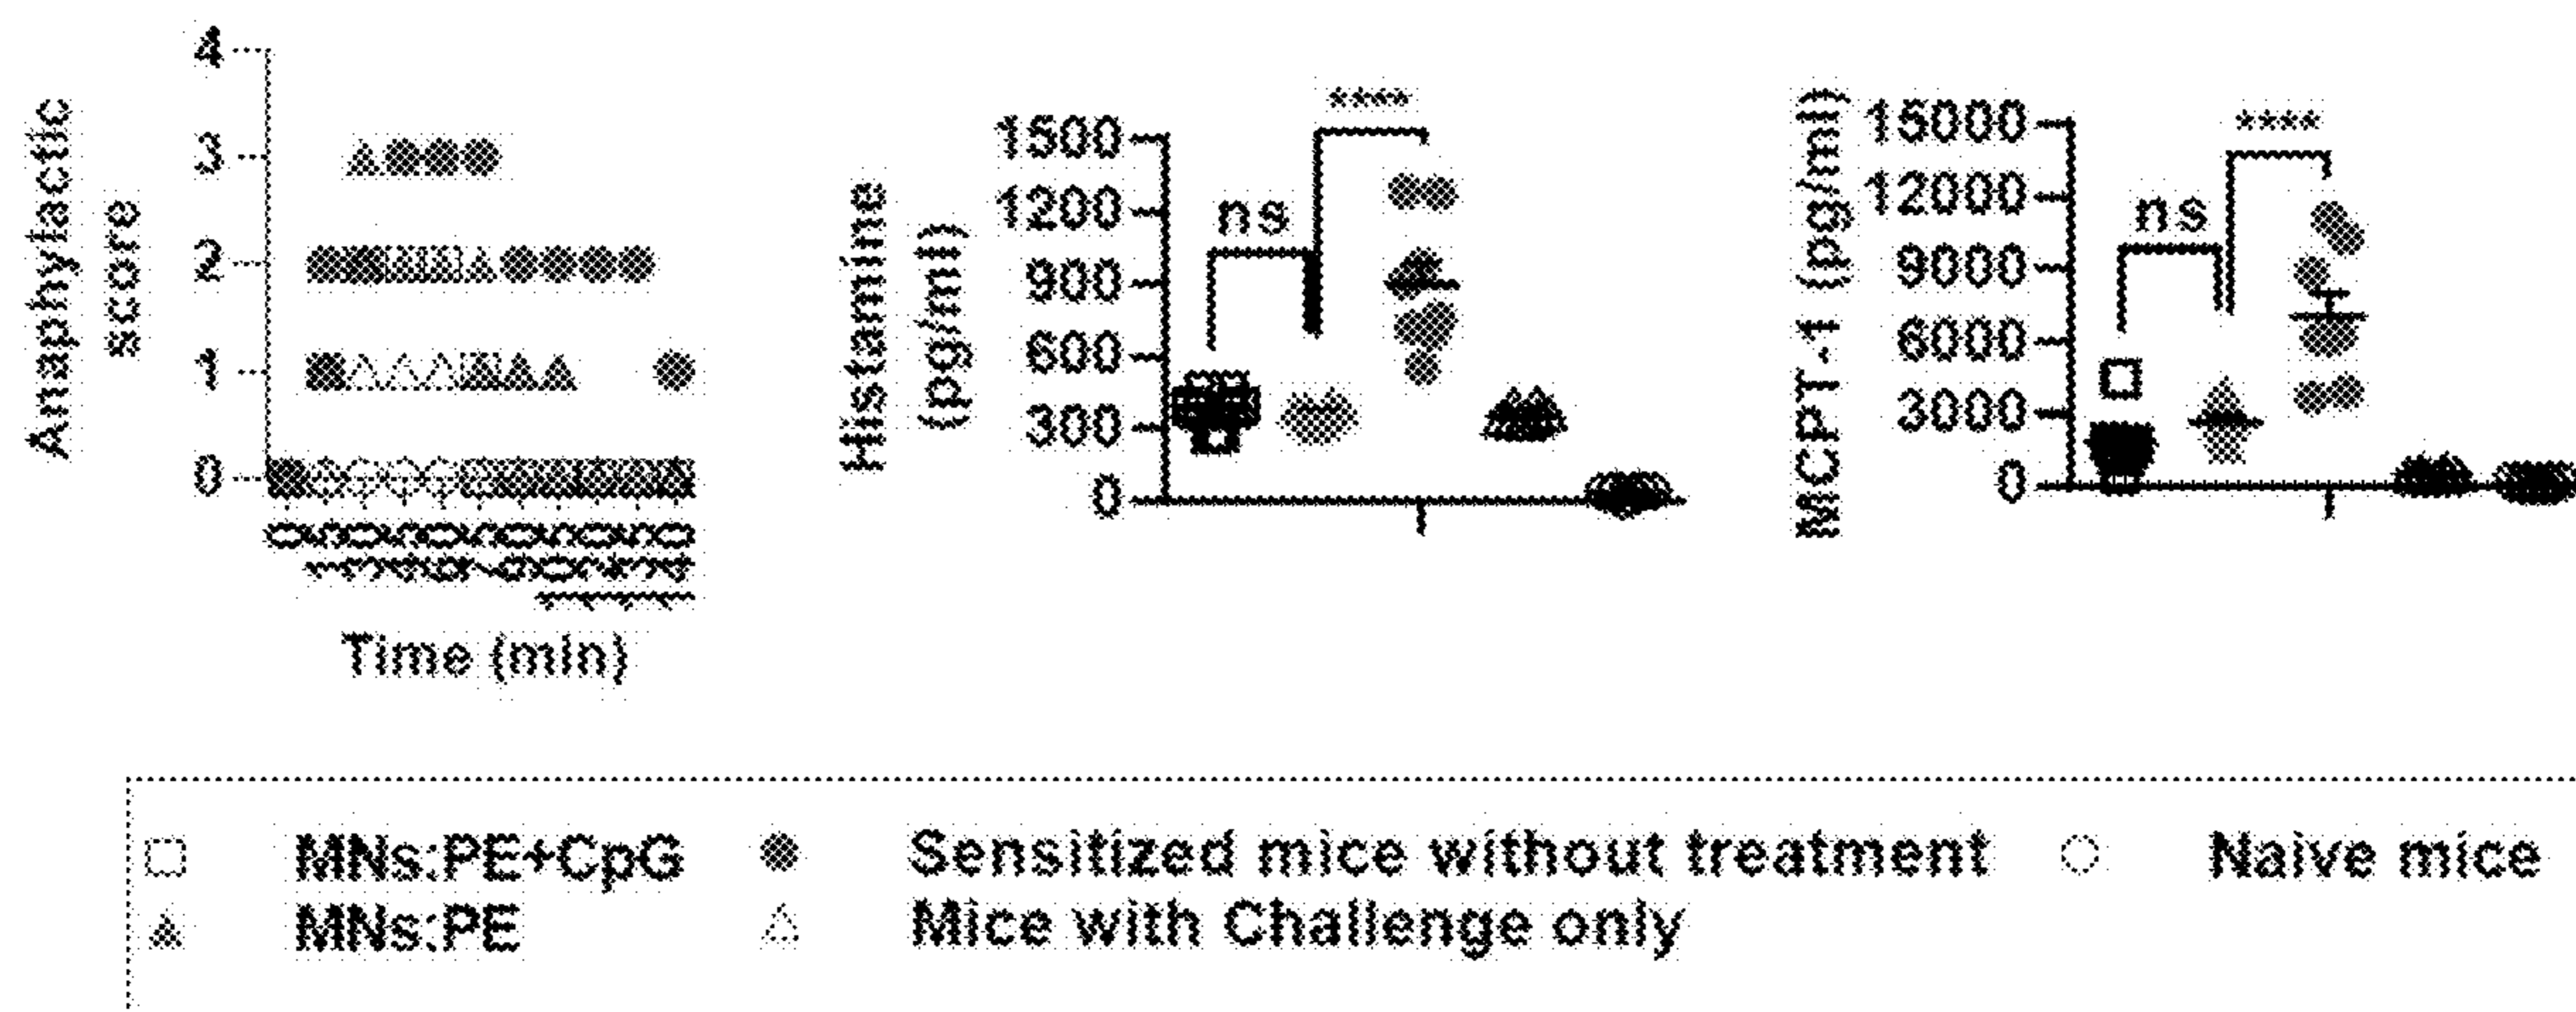 Anaphylactic
score
4
3
2
1
0
Time (min)
Histamine
(pg/ml)
1500
1200
900
600
300
0
ns
****
MCPT-1 (pg/ml)
15000
12000
9000
6000
3000
0
ns
****
MNs:PE+CpG
Sensitized mice without treatment
Naive mice
MNs:PE
Mice with Challenge only